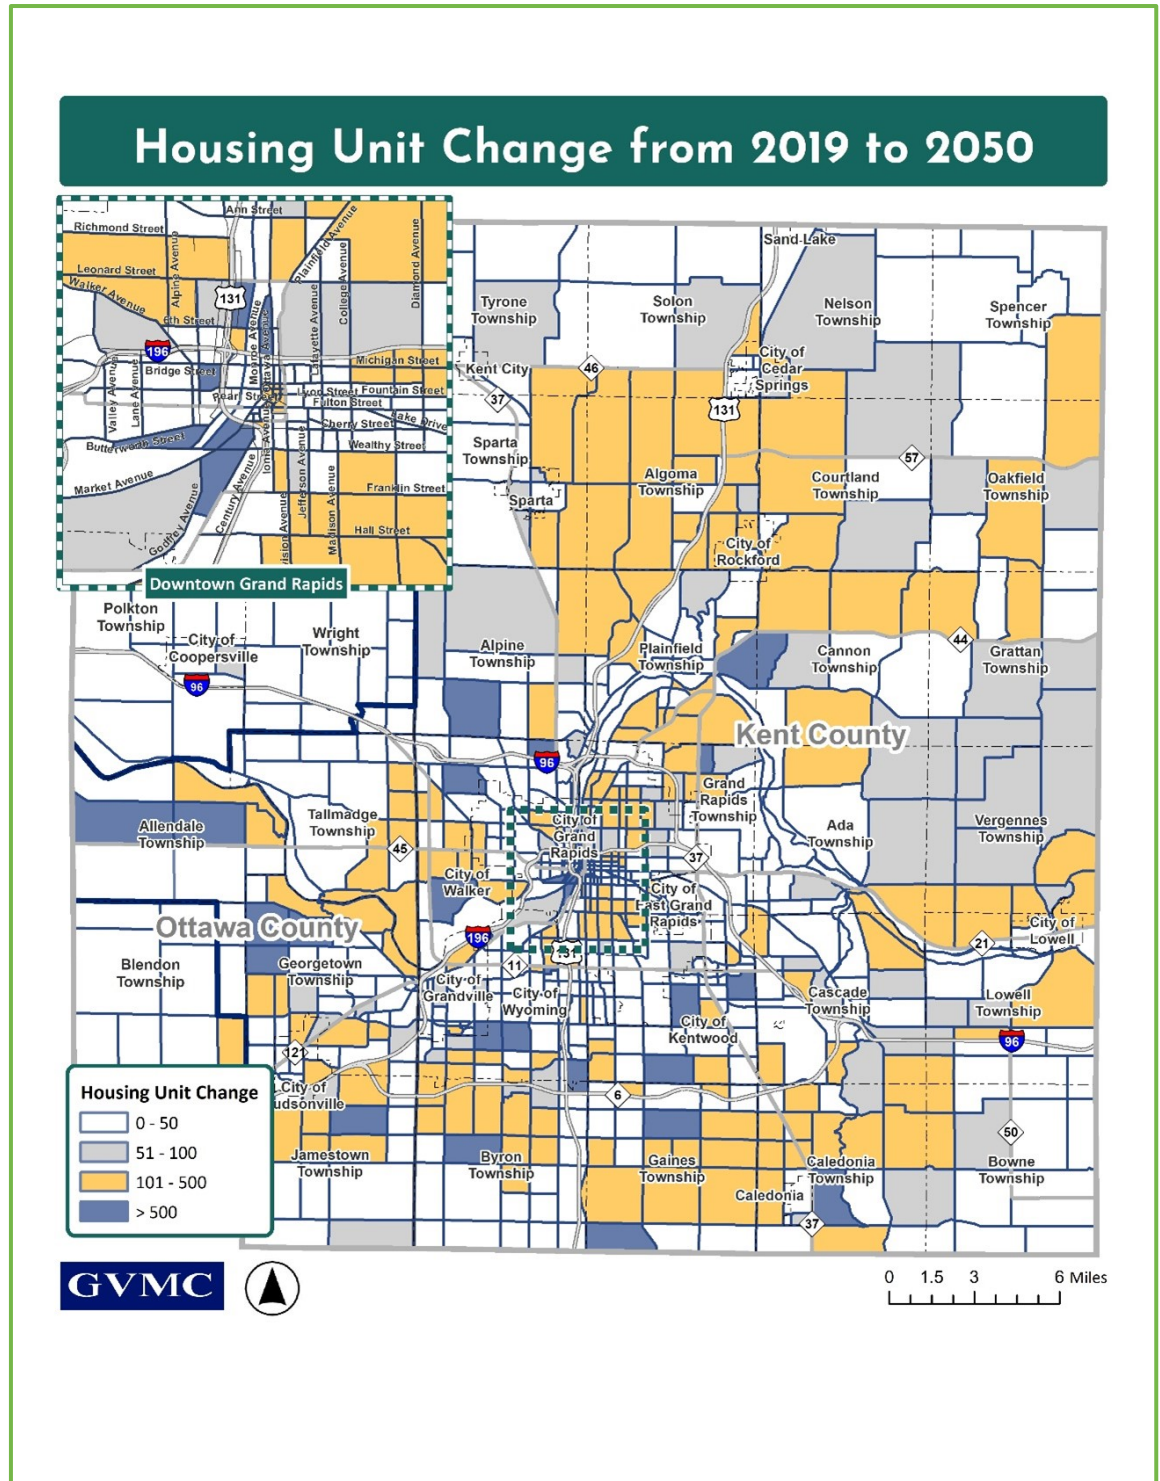 Housing Unit Change from 2019 to 2050
Ann Street
Richmond Street
Plainfield Avenue
Leonard Street
Alpine Avenue
College Avenue
Diamond Avenue
Walker Avenue
131
6th Street
Monroe Avenue
Ottawa Avenue
Lafayette Avenue
196
Michigan Street
Bridge Street
Valley Avenue
Lane Avenue
Pearl Street
Lyon Street
Fountain Street
Fulton Street
Cherry Street
Lake Drive
Butterworth Street
Ionia Avenue
Wealthy Street
Market Avenue
Godfrey Avenue
Century Avenue
Jefferson Avenue
Madison Avenue
Franklin Street
Hall Street
ision Avenue
Downtown Grand Rapids
Sand Lake
Tyrone
Township
Solon
Township
Nelson
Township
Spencer
Township
Kent City
46
City of
Cedar
Springs
37
131
Sparta
Township
57
Sparta
Algoma
Township
Courtland
Township
Oakfield
Township
City of
Rockford
Polkton
Township
City of
Coopersville
Wright
Township
Alpine
Township
Plainfield
Township
Cannon
Township
44
Grattan
Township
96
Kent County
96
Grand
Rapids
Township
Allendale
Township
Tallmadge
Township
45
City of
Grand
Rapids
Ada
Township
Vergennes
Township
37
City of
Walker
City of
East Grand
Rapids
Ottawa County
196
131
21
City of
Lowell
Blendon
Township
Georgetown
Township
11
City of
Grandville
City of
Wyoming
Cascade
Township
Lowell
Township
City of
Kentwood
96
121
City of
udsonville
6
50
Jamestown
Township
Byron
Township
Gaines
Township
Caledonia
Township
Bowne
Township
Caledonia
37
Housing Unit Change
0 - 50
51 - 100
101 - 500
> 500
GVMC
0 1.5 3 6 Miles